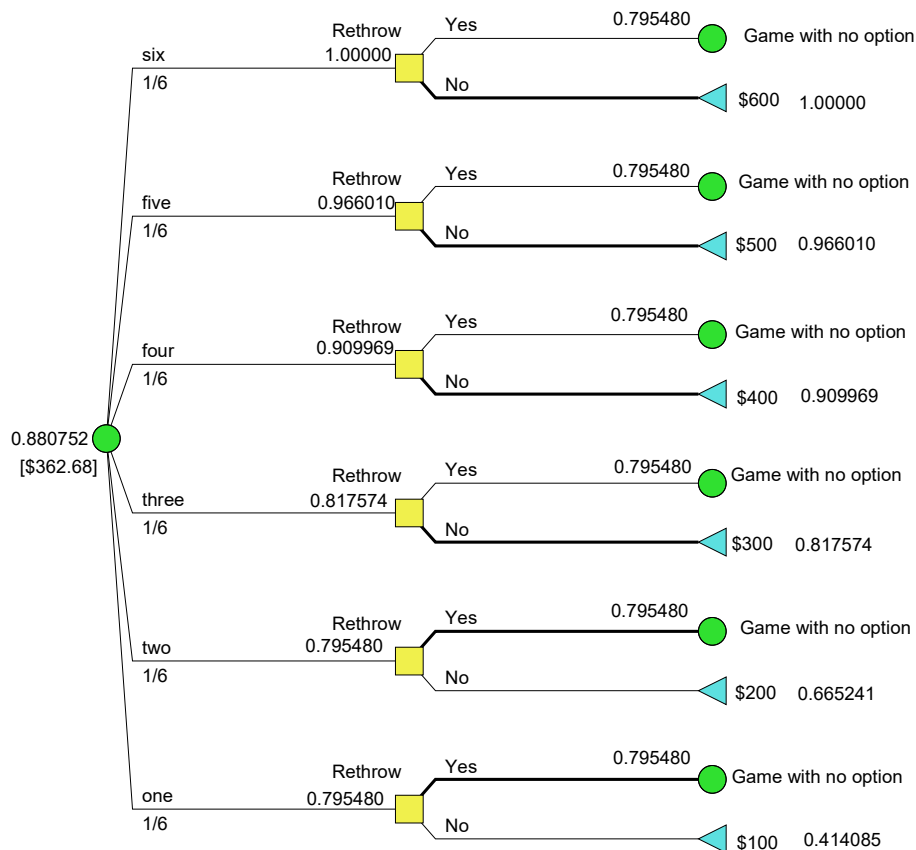 Rethrow
1.00000
six
1/6
Yes
0.795480
Game with no option
No
$600 1.00000
Rethrow
0.966010
five
1/6
Yes
0.795480
Game with no option
No
$500 0.966010
Rethrow
0.909969
four
1/6
Yes
0.795480
Game with no option
No
$400 0.909969
0.880752
[$362.68]
Rethrow
0.817574
three
1/6
Yes
0.795480
Game with no option
No
$300 0.817574
Rethrow
0.795480
two
1/6
Yes
0.795480
Game with no option
No
$200 0.665241
Rethrow
0.795480
one
1/6
Yes
0.795480
Game with no option
No
$100 0.414085